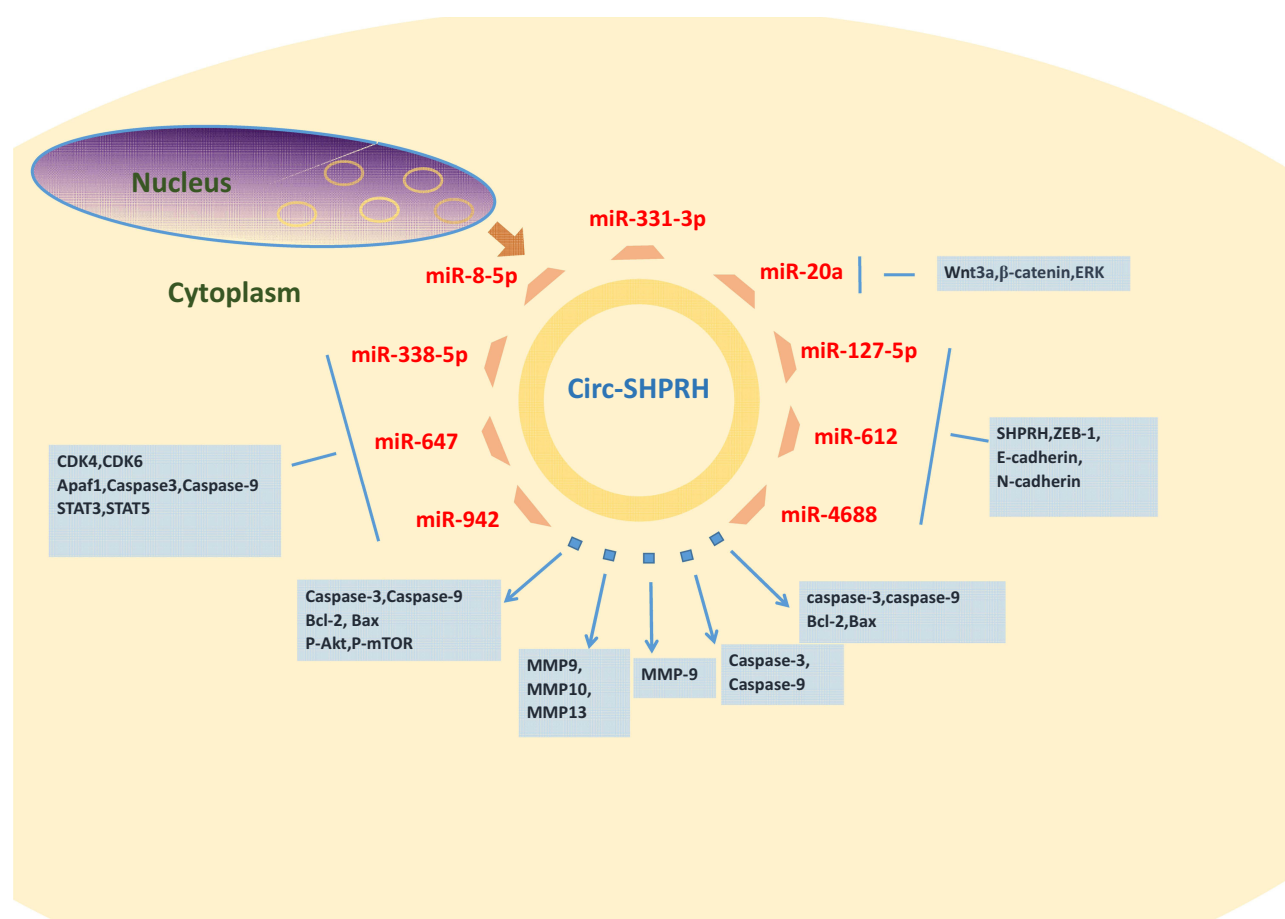 Nucleus
Cytoplasm
miR-331-3p
miR-8-5p
miR-20a
Wnt3a,β-catenin,ERK
miR-338-5p
miR-127-5p
Circ-SHPRH
miR-647
miR-612
CDK4,CDK6
Apaf1,Caspase3,Caspase-9
STAT3,STAT5
SHPRH,ZEB-1,
E-cadherin,
N-cadherin
miR-942
miR-4688
Caspase-3,Caspase-9
Bcl-2, Bax
P-Akt,P-mTOR
MMP9,
MMP10,
MMP13
MMP-9
Caspase-3,
Caspase-9
caspase-3,caspase-9
Bcl-2,Bax